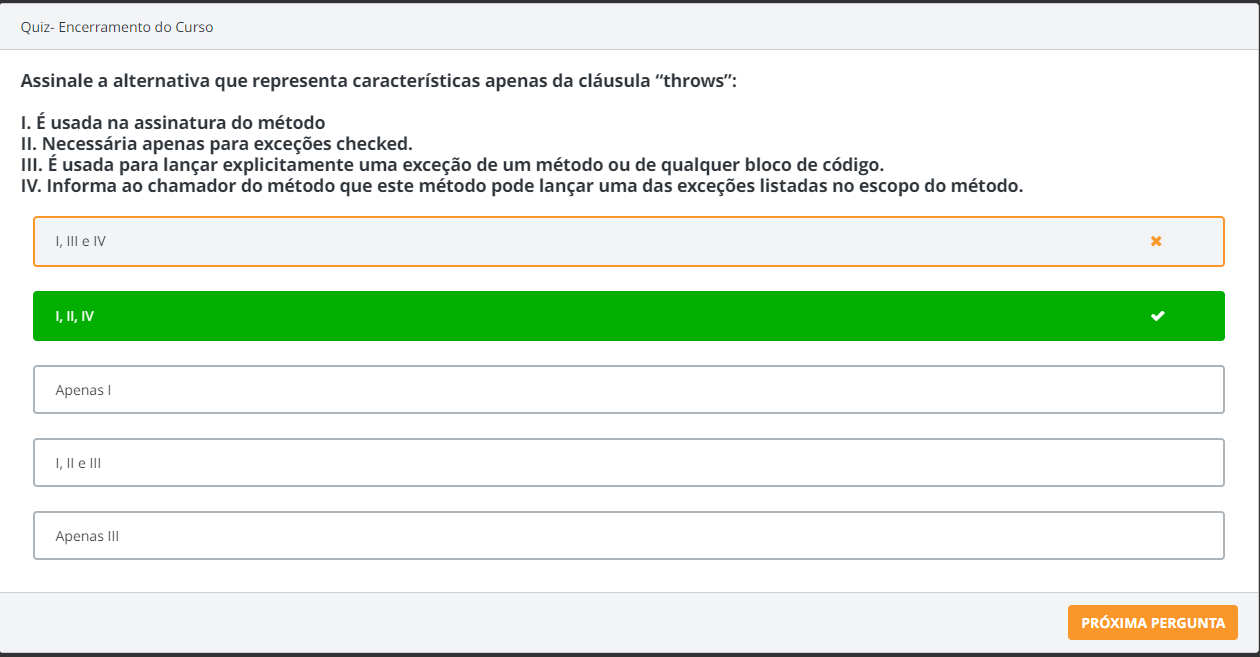 Quiz- Encerramento do Curso
Assinale a alternativa que representa características apenas da cláusula “throws”:
I. É usada na assinatura do método
II. Necessária apenas para exceções checked.
III. É usada para lançar explicitamente uma exceção de um método ou de qualquer bloco de código.
IV. Informa ao chamador do método que este método pode lançar uma das exceções listadas no escopo do método.
I, III e IV
I, II, IV
Apenas I
I, II e III
Apenas III
PRÓXIMA PERGUNTA